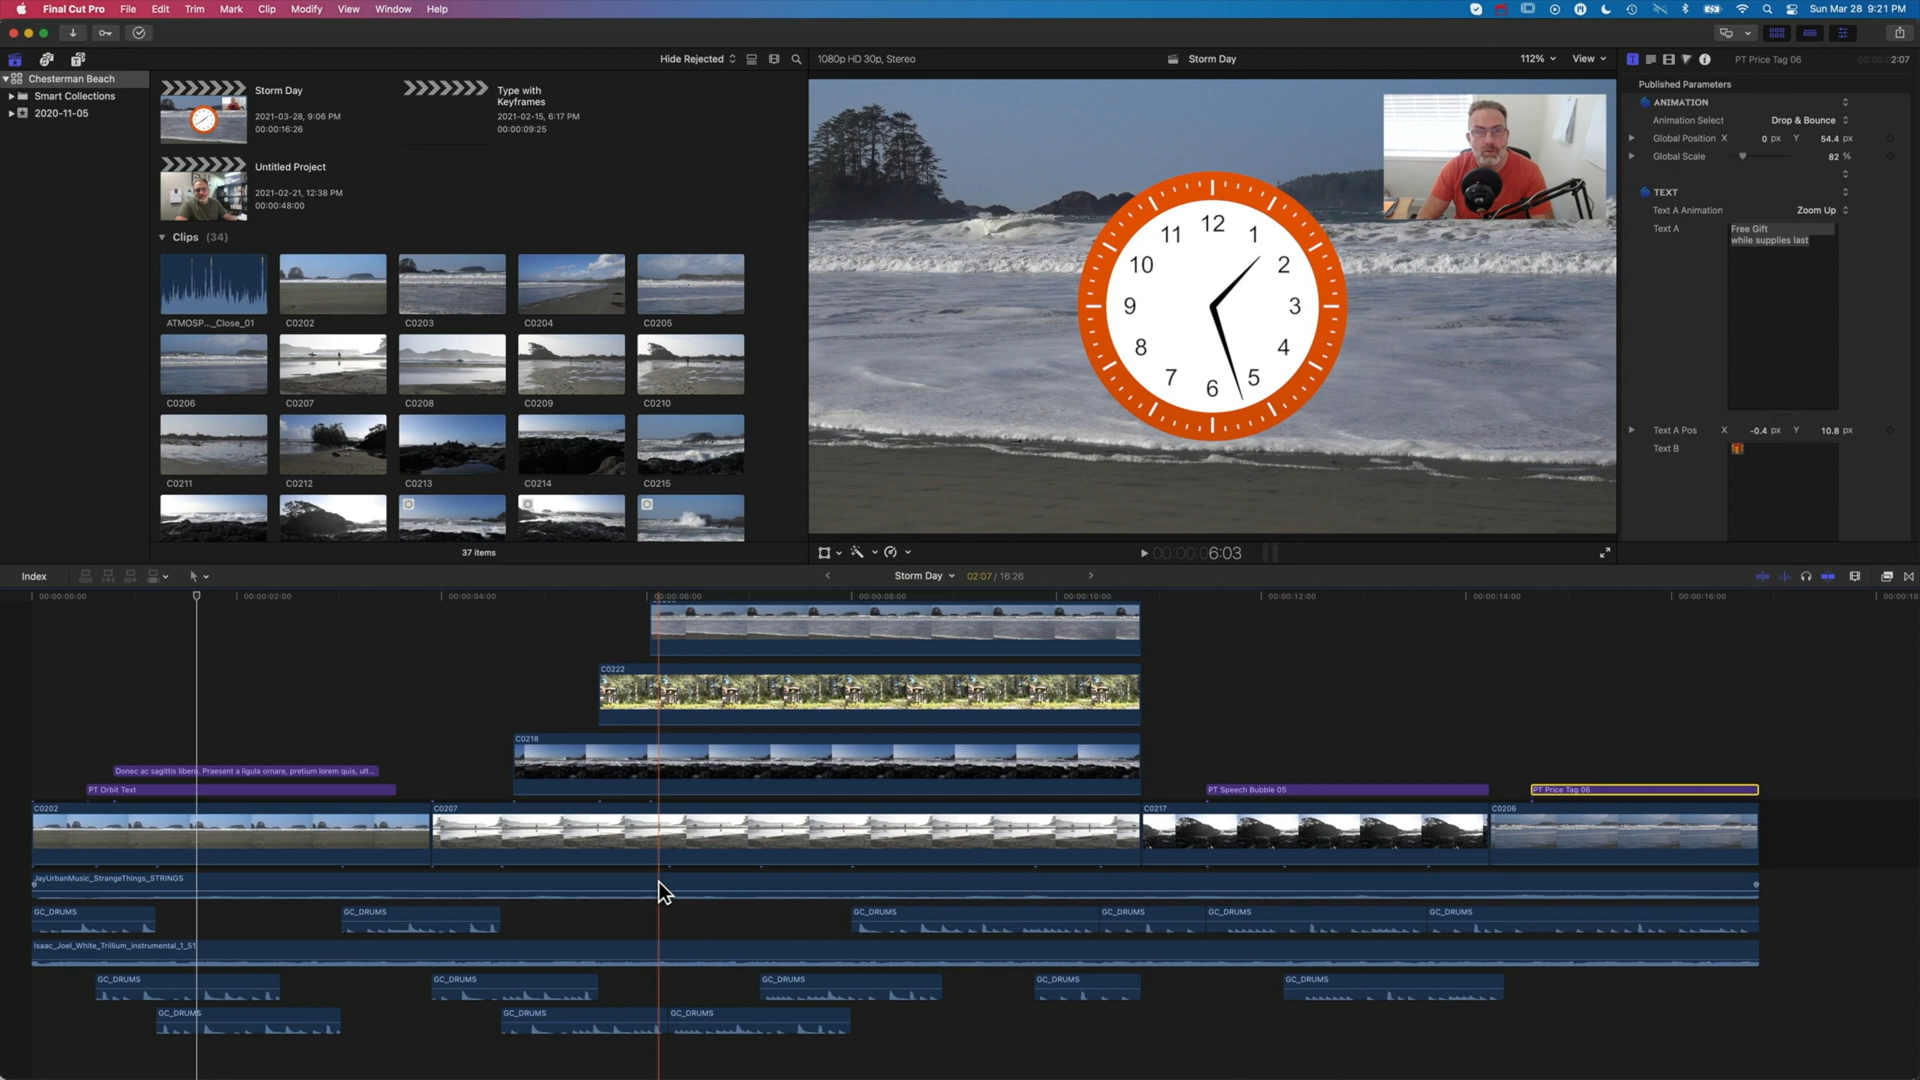 Final Cut Pro File Edit Trim Mark Clip Modify View Window Help Sun Mar 28 9:21 PM
Hide Rejected 1080p HD 30p, Stereo Storm Day 112% View PT Price Tag 06 2:07
Chesterman Beach
Smart Collections
2020-11-05
Storm Day
2021-03-28, 9:06 PM
00:00:16:26
Type with
Keyframes
2021-02-15, 6:17 PM
00:00:09:25
Untitled Project
2021-02-21, 12:38 PM
00:00:48:00
Clips (34)
ATMOSP..._Close_01 C0202 C0203 C0204 C0205
C0206 C0207 C0208 C0209 C0210
C0211 C0212 C0213 C0214 C0215
37 items
12
11 1
10 2
9 3
8 4
7 5
6
Published Parameters
ANIMATION
Animation Select Drop & Bounce
Global Position X 0 px Y 54.4 px
Global Scale 82 %
TEXT
Text A Animation Zoom Up
Text A Free Gift
while supplies last
Text A Pos X -0.4 px Y 10.8 px
Text B
00:00:06:03
Index Storm Day 02:07 / 16:26
00:00:00:00 00:00:02:00 00:00:04:00 00:00:06:00 00:00:08:00 00:00:10:00 00:00:12:00 00:00:14:00 00:00:16:00 00:00:18
C0222
C0218
Donec ac sagittis libero. Praesent a ligula ornare, pretium lorem quis, ult...
PT Orbit Text PT Speech Bubble 05 PT Price Tag 06
C0202 C0207 C0217 C0206
JayUrbanMusic_StrangeThings_STRINGS
GC_DRUMS GC_DRUMS GC_DRUMS GC_DRUMS GC_DRUMS GC_DRUMS
Isaac_Joel_White_Trillium_instrumental_1_51
GC_DRUMS GC_DRUMS GC_DRUMS GC_DRUMS GC_DRUMS
GC_DRUMS GC_DRUMS GC_DRUMS